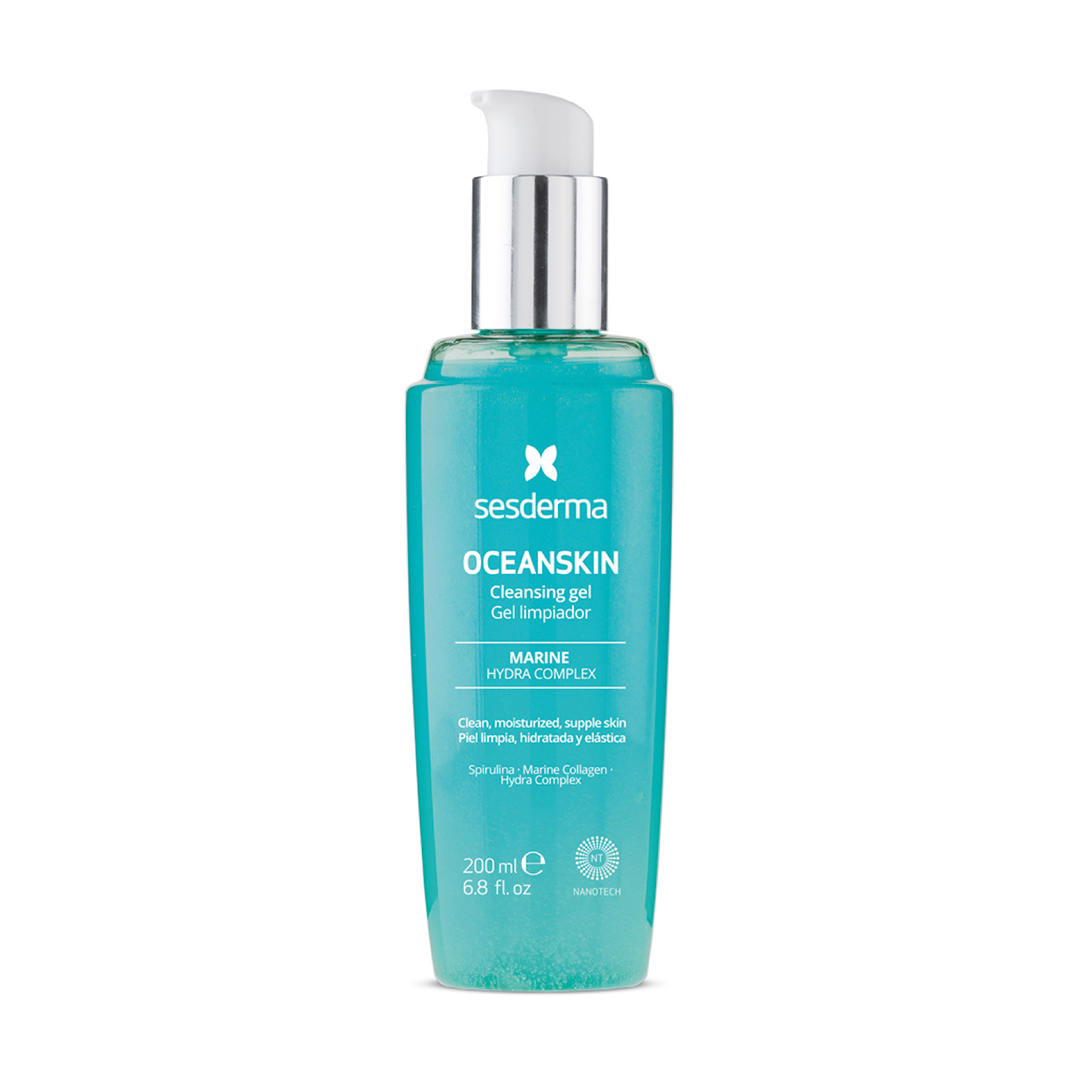 sesderma
OCEANSKIN
Cleansing gel
Gel limpiador
MARINE
HYDRA COMPLEX
Clean, moisturized, supple skin
Piel limpia, hidratada y elástica
Spirulina · Marine Collagen ·
Hydra Complex
200 ml ℮
6.8 fl. oz
NT
NANOTECH